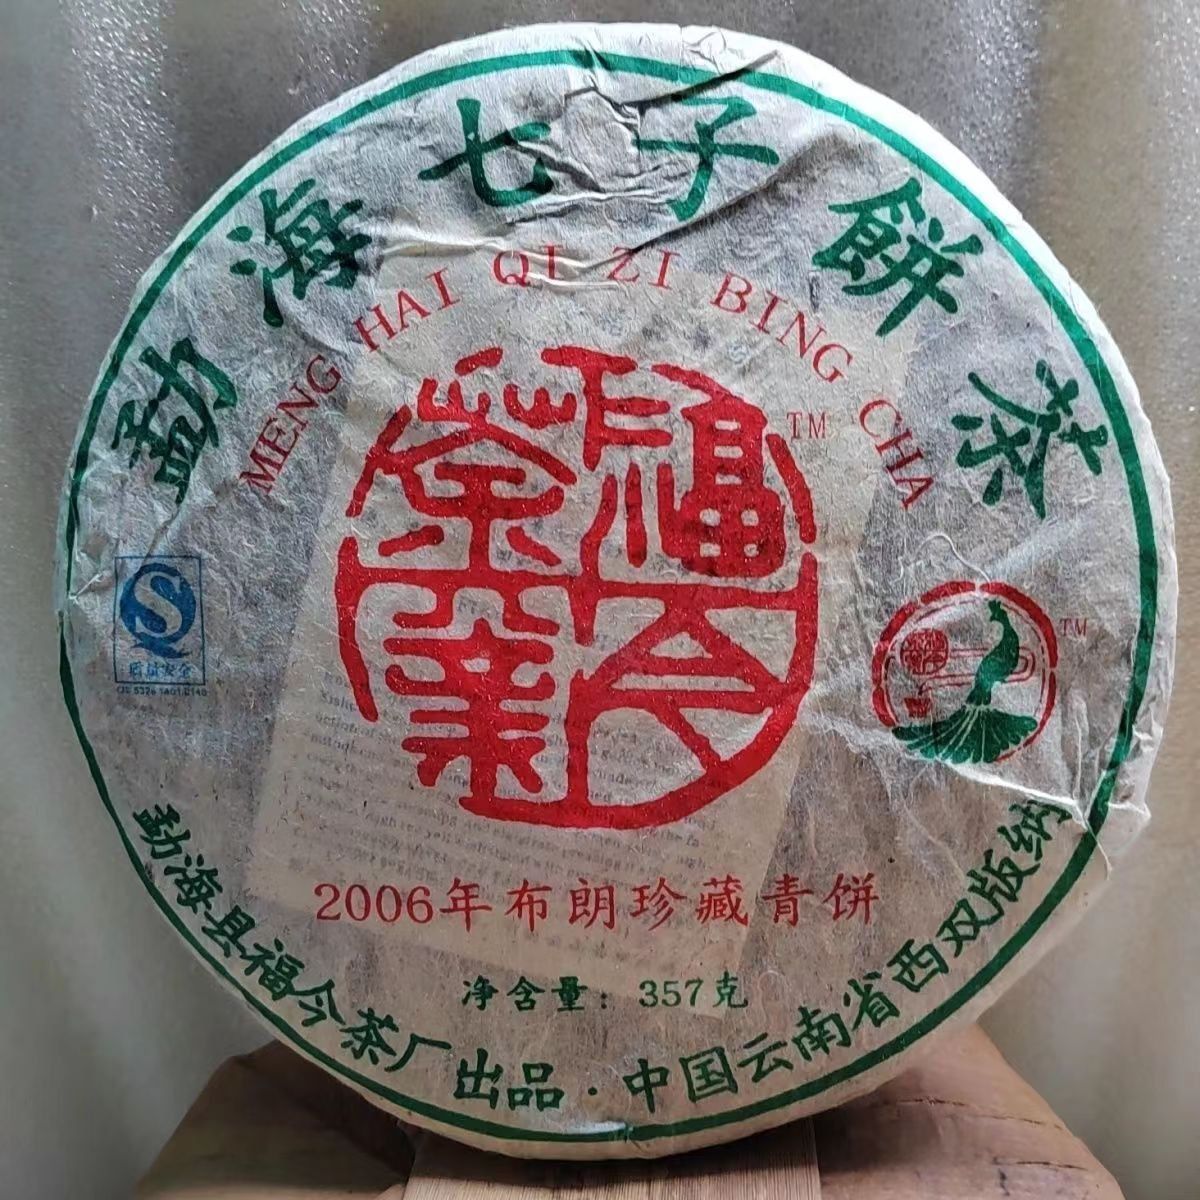 勐海七子餅茶
MENG HAI QI ZI BING CHA
福今茶業
TM
TM
质量安全
2006年布朗珍藏青饼
净含量：357克
勐海县福今茶厂出品·中国云南省西双版纳